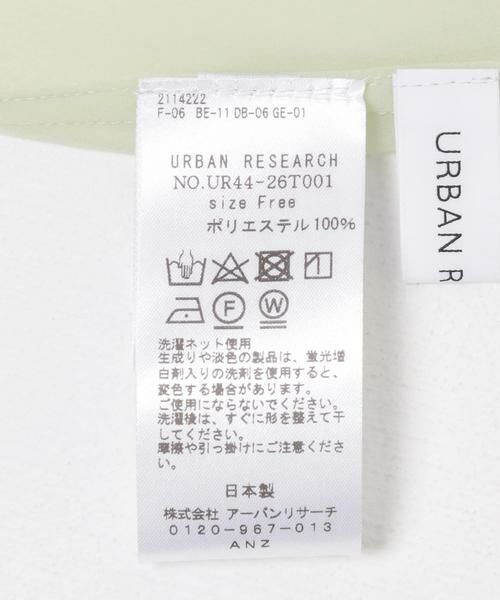 2114222
F-06 BE-11 DB-06 GE-01
URBAN RESEARCH
NO.UR44-26T001
size Free
ポリエステル100%
F
W
洗濯ネット使用
生成りや淡色の製品は、蛍光増
白剤入りの洗剤を使用すると、
変色する場合があります。
ご使用にならないでください。
洗濯後は、すぐに形を整えて干
してください。
摩擦や引っ掛けにご注意くださ
い。
日本製
株式会社 アーバンリサーチ
0120-967-013
ANZ
URBAN R